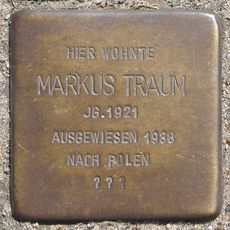 HIER WOHNTE
MARKUS TRAUM
JG. 1921
AUSGEWIESEN 1938
NACH POLEN
? ? ?